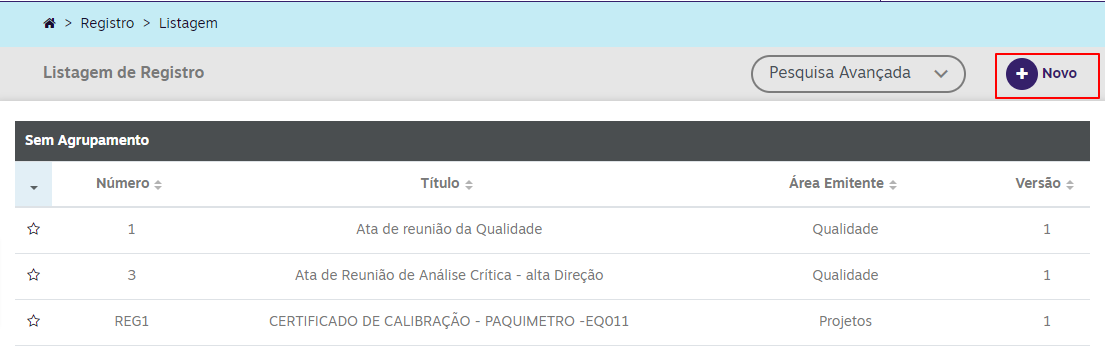 > Registro > Listagem
Listagem de Registro Pesquisa Avançada Novo
Sem Agrupamento
Número Título Área Emitente Versão
1 Ata de reunião da Qualidade Qualidade 1
3 Ata de Reunião de Análise Crítica - alta Direção Qualidade 1
REG1 CERTIFICADO DE CALIBRAÇÃO - PAQUIMETRO -EQ011 Projetos 1